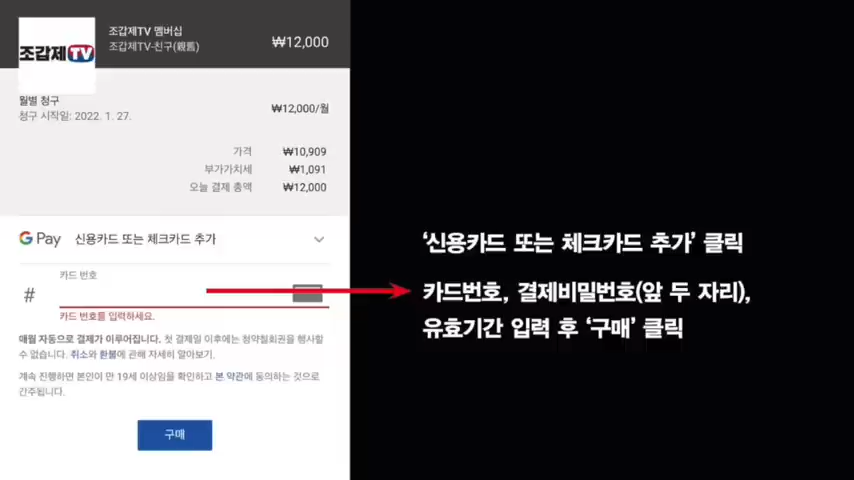 조갑제TV
조갑제TV 멤버십
조갑제TV-친구(親舊)
₩12,000
월별 청구
청구 시작일: 2022. 1. 27.
₩12,000/월
가격 ₩10,909
부가가치세 ₩1,091
오늘 결제 총액 ₩12,000
G Pay 신용카드 또는 체크카드 추가
카드 번호
#
카드 번호를 입력하세요.
매월 자동으로 결제가 이루어집니다. 첫 결제일 이후에는 청약철회권을 행사할
수 없습니다. 취소와 환불에 관해 자세히 알아보기.
계속 진행하면 본인이 만 19세 이상임을 확인하고 본 약관에 동의하는 것으로
간주됩니다.
구매
‘신용카드 또는 체크카드 추가’ 클릭
카드번호, 결제비밀번호(앞 두 자리),
유효기간 입력 후 ‘구매’ 클릭